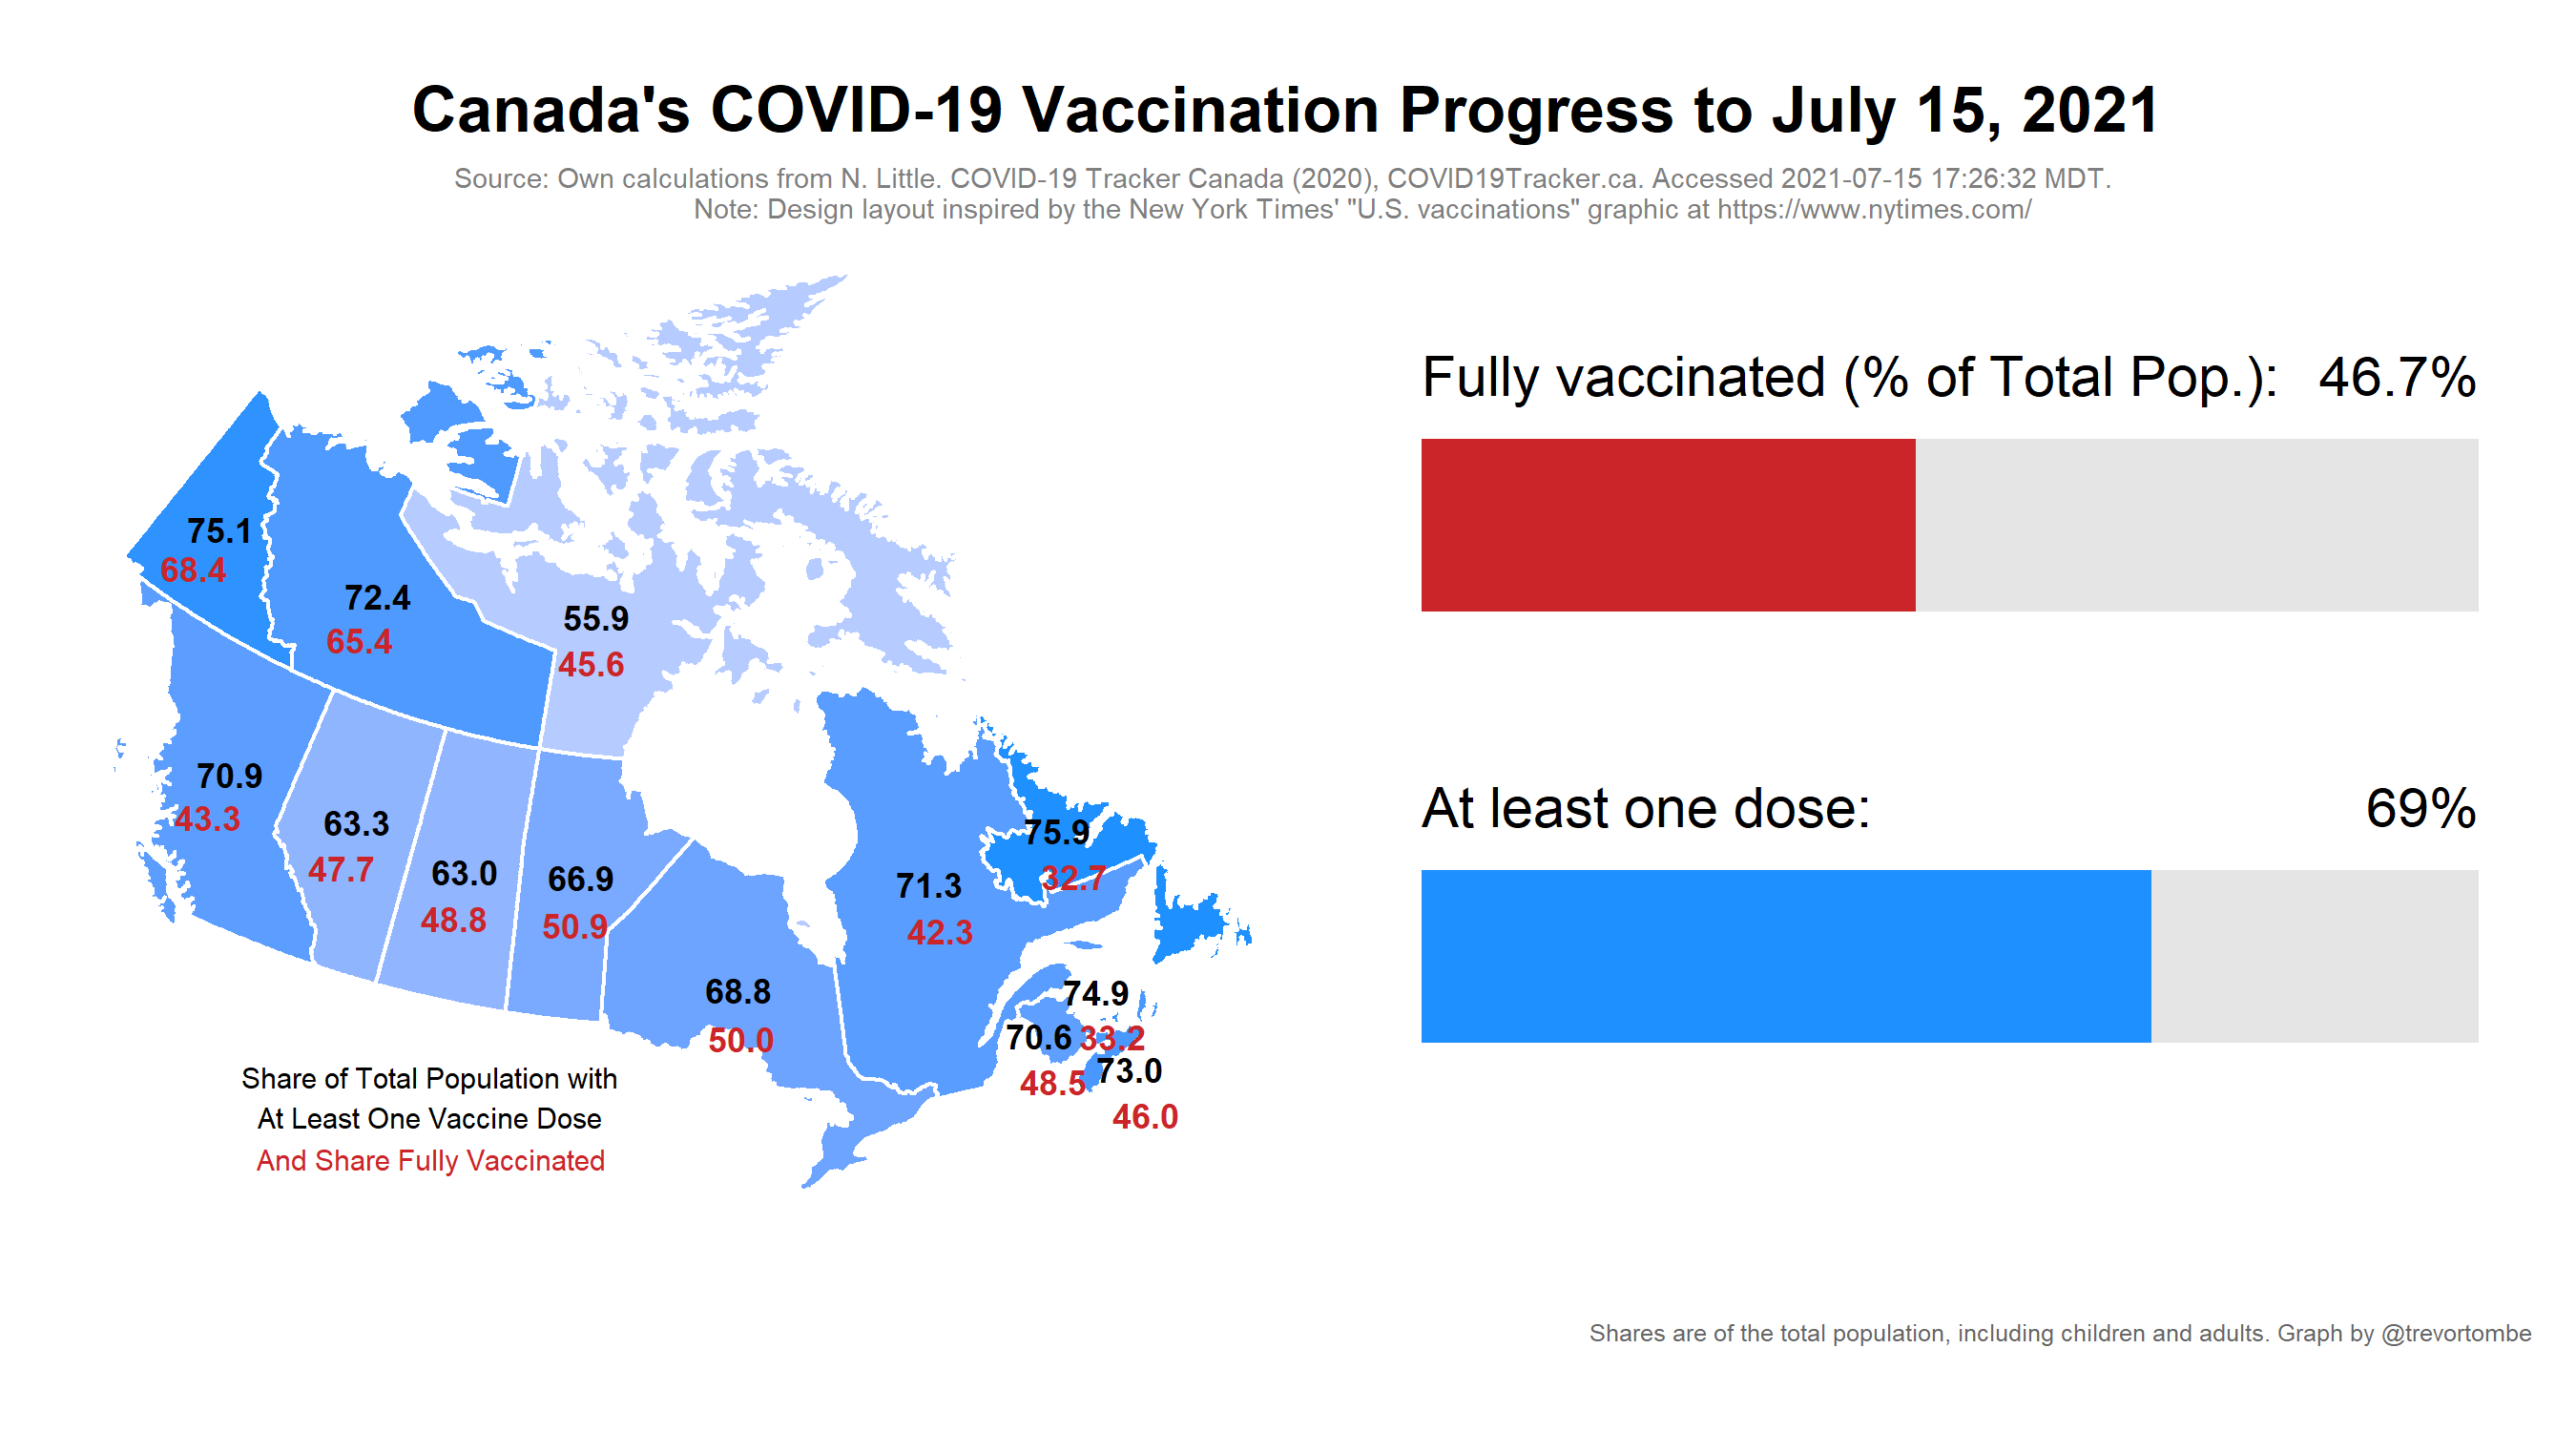 Canada's COVID-19 Vaccination Progress to July 15, 2021
Source: Own calculations from N. Little. COVID-19 Tracker Canada (2020), COVID19Tracker.ca. Accessed 2021-07-15 17:26:32 MDT.
Note: Design layout inspired by the New York Times' "U.S. vaccinations" graphic at https://www.nytimes.com/
75.1
68.4
72.4
65.4
55.9
45.6
70.9
43.3
63.3
47.7
63.0
48.8
66.9
50.9
68.8
50.0
71.3
42.3
75.9
32.7
74.9
33.2
70.6
48.5
73.0
46.0
Share of Total Population with
At Least One Vaccine Dose
And Share Fully Vaccinated
Fully vaccinated (% of Total Pop.): 46.7%
At least one dose: 69%
Shares are of the total population, including children and adults. Graph by @trevortombe